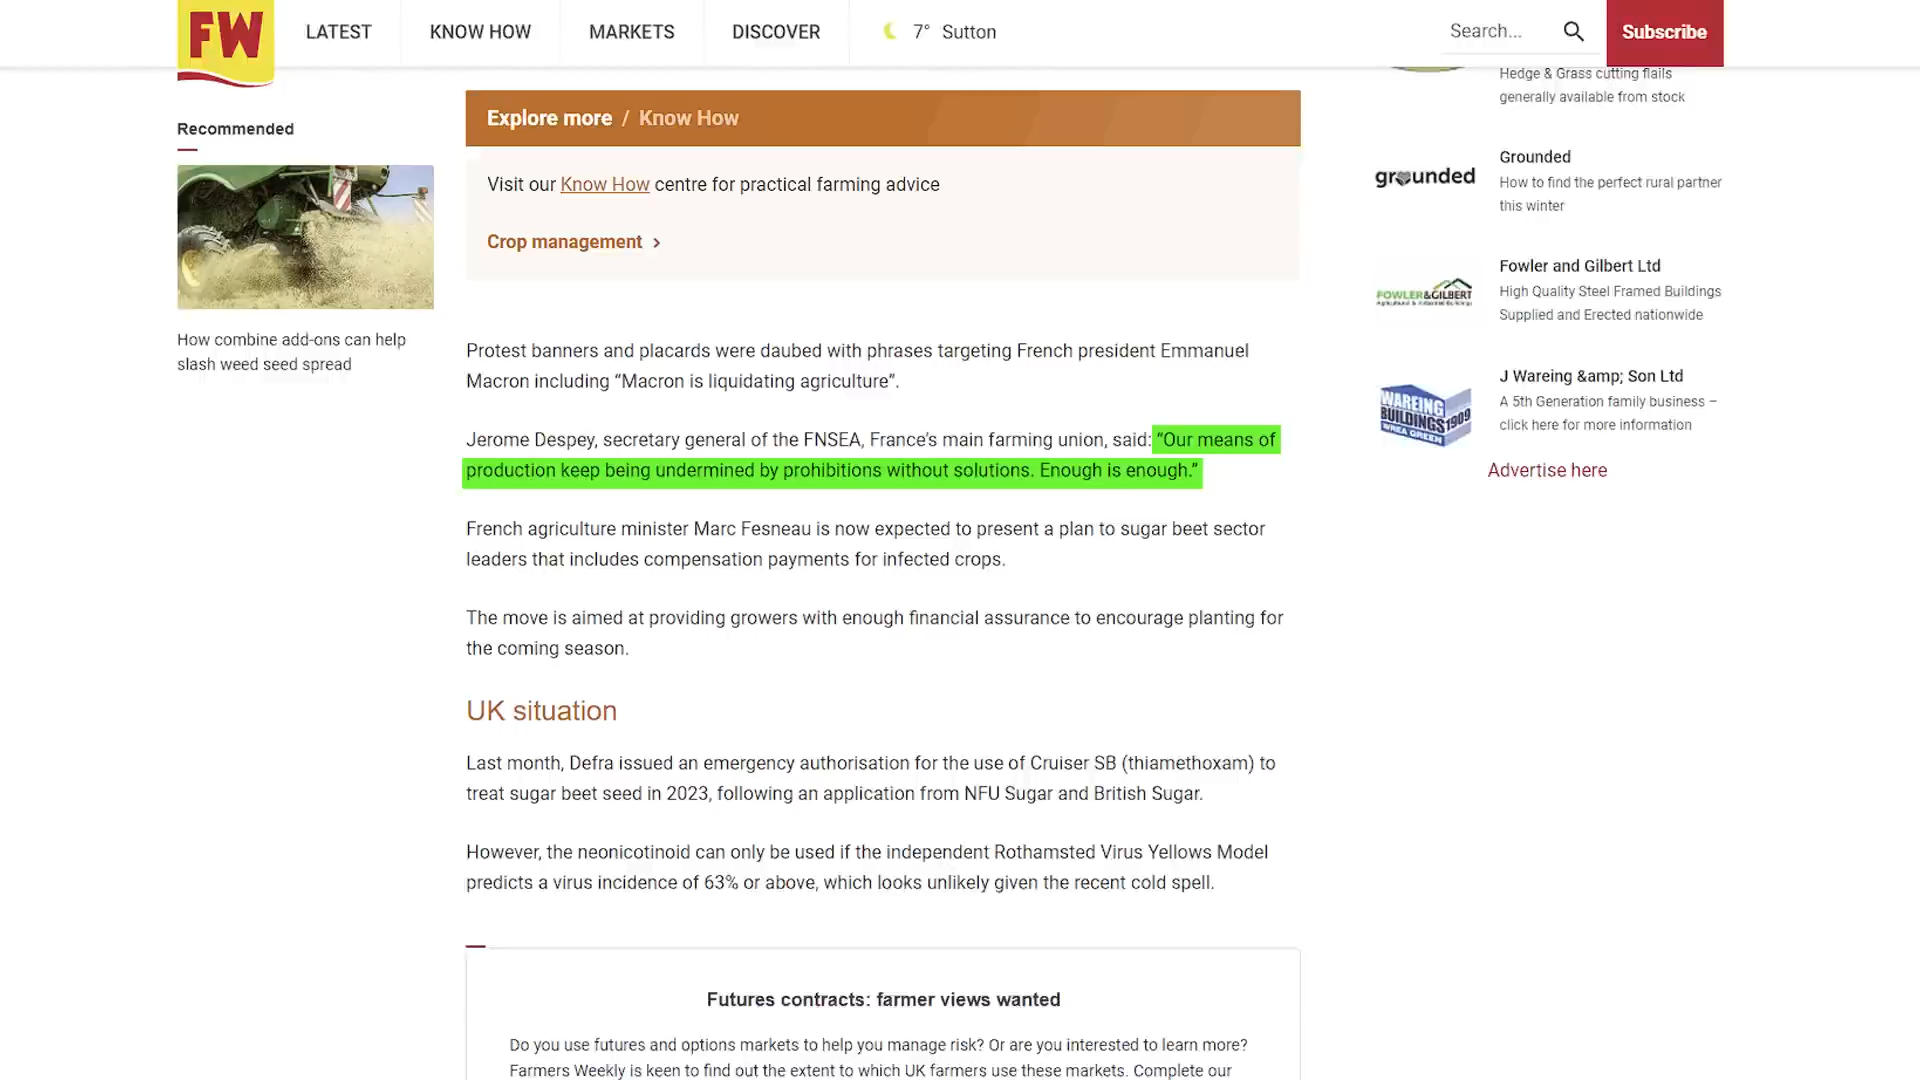 FW
LATEST
KNOW HOW
MARKETS
DISCOVER
7° Sutton
Search...
Subscribe
Recommended
How combine add-ons can help
slash weed seed spread
Explore more / Know How
Visit our Know How centre for practical farming advice
Crop management >
Protest banners and placards were daubed with phrases targeting French president Emmanuel
Macron including “Macron is liquidating agriculture”.
Jerome Despey, secretary general of the FNSEA, France’s main farming union, said: “Our means of
production keep being undermined by prohibitions without solutions. Enough is enough.”
French agriculture minister Marc Fesneau is now expected to present a plan to sugar beet sector
leaders that includes compensation payments for infected crops.
The move is aimed at providing growers with enough financial assurance to encourage planting for
the coming season.
UK situation
Last month, Defra issued an emergency authorisation for the use of Cruiser SB (thiamethoxam) to
treat sugar beet seed in 2023, following an application from NFU Sugar and British Sugar.
However, the neonicotinoid can only be used if the independent Rothamsted Virus Yellows Model
predicts a virus incidence of 63% or above, which looks unlikely given the recent cold spell.
Futures contracts: farmer views wanted
Do you use futures and options markets to help you manage risk? Or are you interested to learn more?
Farmers Weekly is keen to find out the extent to which UK farmers use these markets. Complete our
Hedge & Grass cutting flails
generally available from stock
grounded
Grounded
How to find the perfect rural partner
this winter
FOWLER&GILBERT
Fowler and Gilbert Ltd
High Quality Steel Framed Buildings
Supplied and Erected nationwide
WAREING
BUILDINGS 1909
WREA GREEN
J Wareing &amp; Son Ltd
A 5th Generation family business –
click here for more information
Advertise here